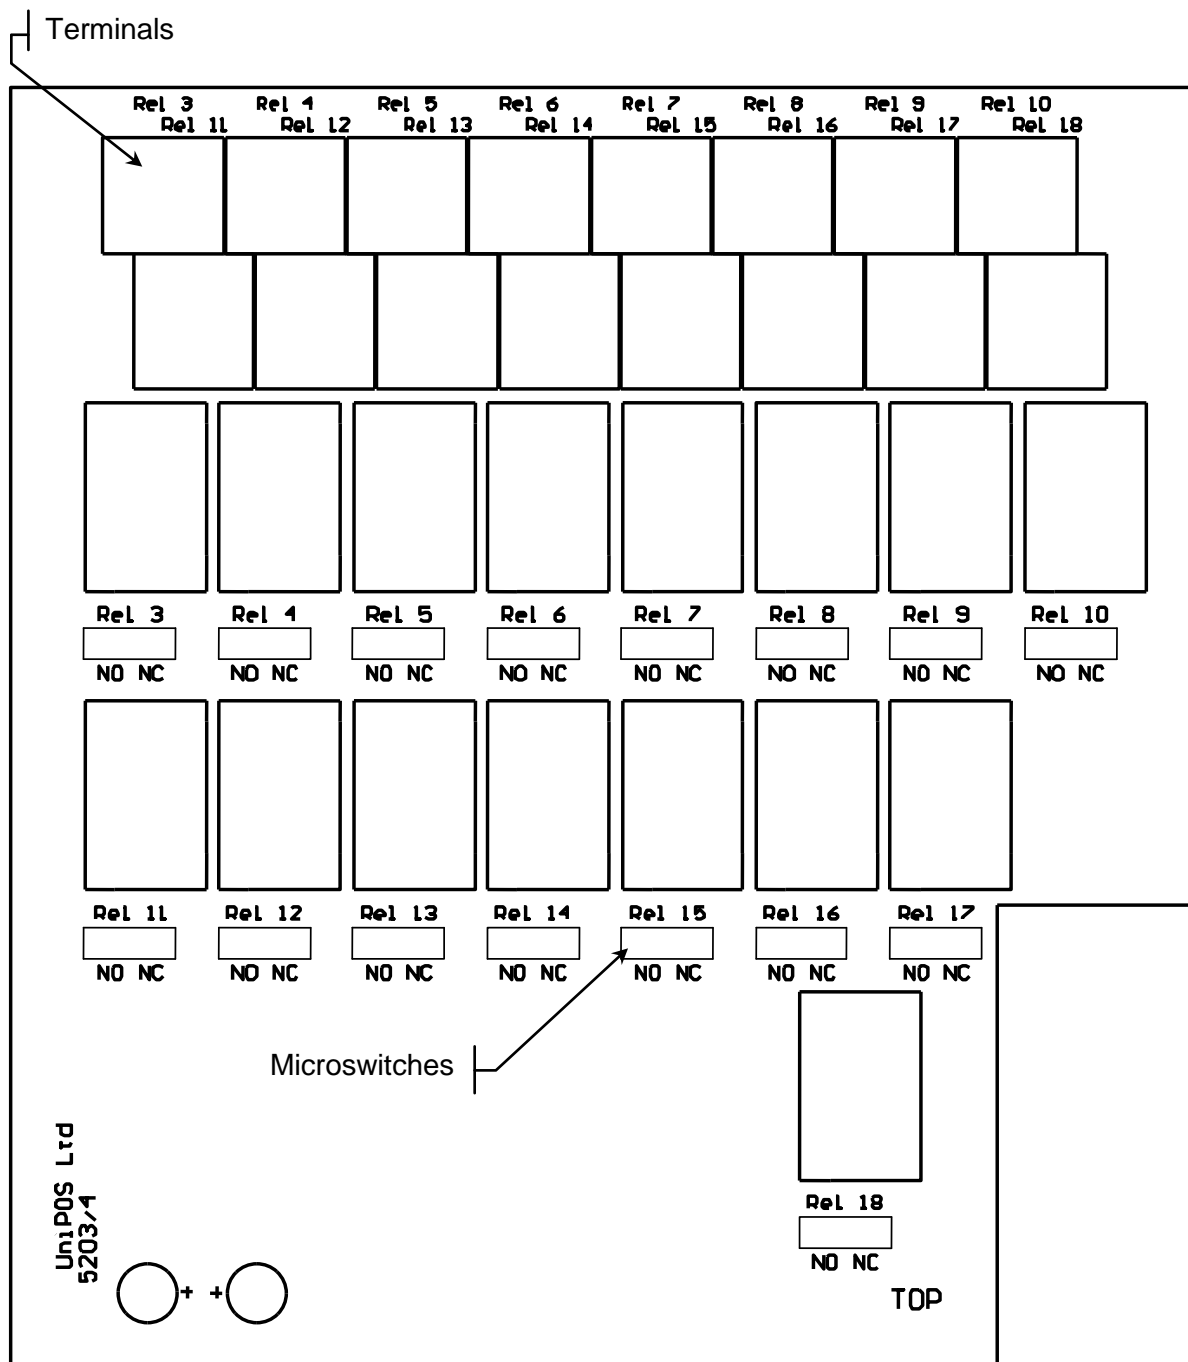 Terminals
Rel 3 Rel 4 Rel 5 Rel 6 Rel 7 Rel 8 Rel 9 Rel 10
Rel 11 Rel 12 Rel 13 Rel 14 Rel 15 Rel 16 Rel 17 Rel 18
Rel 3 Rel 4 Rel 5 Rel 6 Rel 7 Rel 8 Rel 9 Rel 10
NO NC NO NC NO NC NO NC NO NC NO NC NO NC NO NC
Rel 11 Rel 12 Rel 13 Rel 14 Rel 15 Rel 16 Rel 17
NO NC NO NC NO NC NO NC NO NC NO NC NO NC
Microswitches
Rel 18
NO NC
UniPOS Ltd
5203/4
+ +
TOP